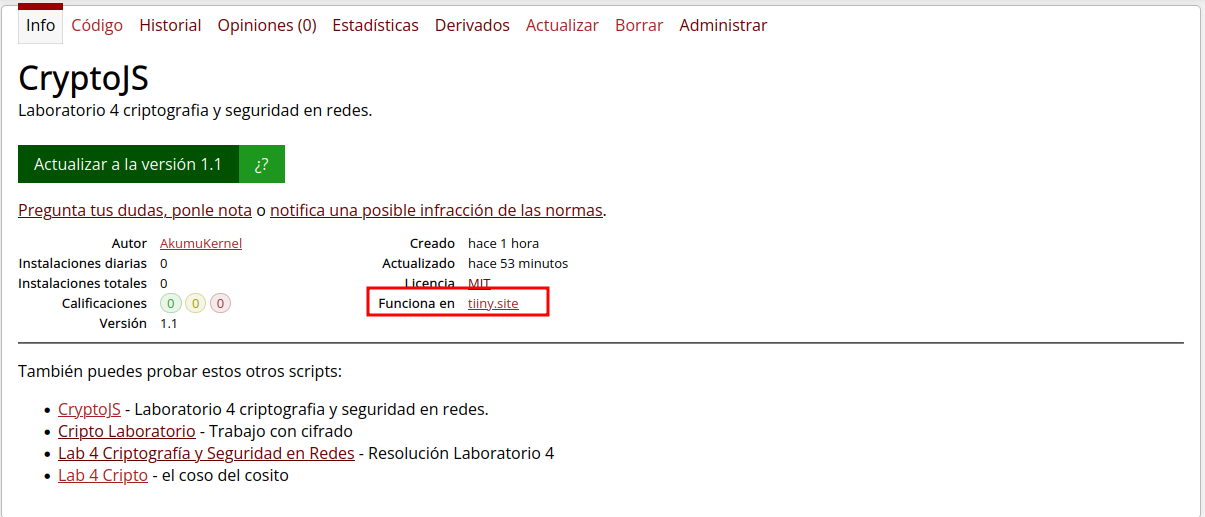 Info Código Historial Opiniones (0) Estadísticas Derivados Actualizar Borrar Administrar
CryptoJS
Laboratorio 4 criptografia y seguridad en redes.
Actualizar a la versión 1.1 ¿?
Pregunta tus dudas, ponle nota o notifica una posible infracción de las normas.
Autor AkumuKernel
Instalaciones diarias 0
Instalaciones totales 0
Calificaciones 0 0 0
Versión 1.1
Creado hace 1 hora
Actualizado hace 53 minutos
Licencia MIT
Funciona en tiiny.site
También puedes probar estos otros scripts:
• CryptoJS - Laboratorio 4 criptografia y seguridad en redes.
• Cripto Laboratorio - Trabajo con cifrado
• Lab 4 Criptografía y Seguridad en Redes - Resolución Laboratorio 4
• Lab 4 Cripto - el coso del cosito